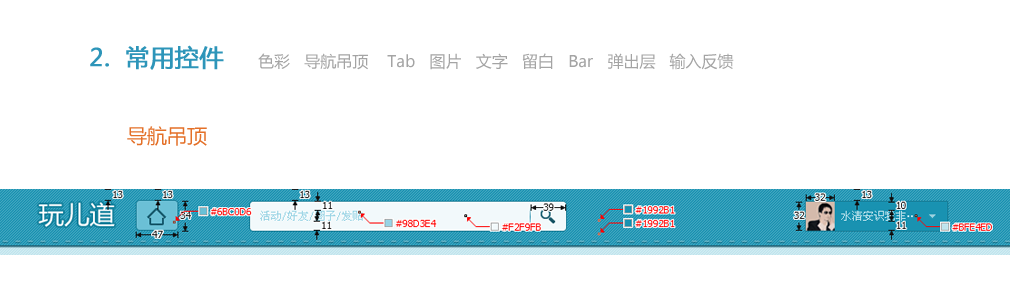 2. 常用控件 色彩 导航吊顶 Tab 图片 文字 留白 Bar 弹出层 输入反馈
导航吊顶
13 13 13 32 13
玩儿道 34 #6BC0D6 活动/好友/圈子/发贴 11 11 #98D3E4 39 #F2F9FB #1992B1 #1992B1 32 水清安识 10 11 #BFE4ED
47